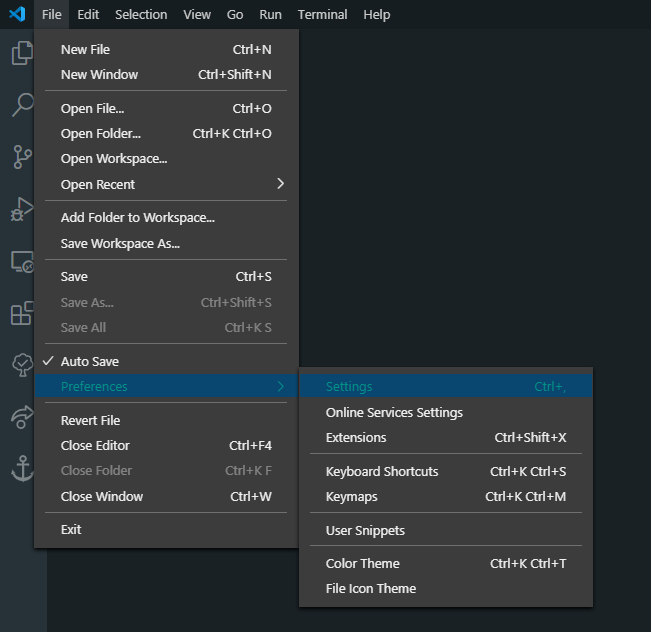 File Edit Selection View Go Run Terminal Help
New File Ctrl+N
New Window Ctrl+Shift+N
Open File... Ctrl+O
Open Folder... Ctrl+K Ctrl+O
Open Workspace...
Open Recent
Add Folder to Workspace...
Save Workspace As...
Save Ctrl+S
Save As... Ctrl+Shift+S
Save All Ctrl+K S
Auto Save
Preferences
Revert File
Close Editor Ctrl+F4
Close Folder Ctrl+K F
Close Window Ctrl+W
Exit
Settings Ctrl+,
Online Services Settings
Extensions Ctrl+Shift+X
Keyboard Shortcuts Ctrl+K Ctrl+S
Keymaps Ctrl+K Ctrl+M
User Snippets
Color Theme Ctrl+K Ctrl+T
File Icon Theme